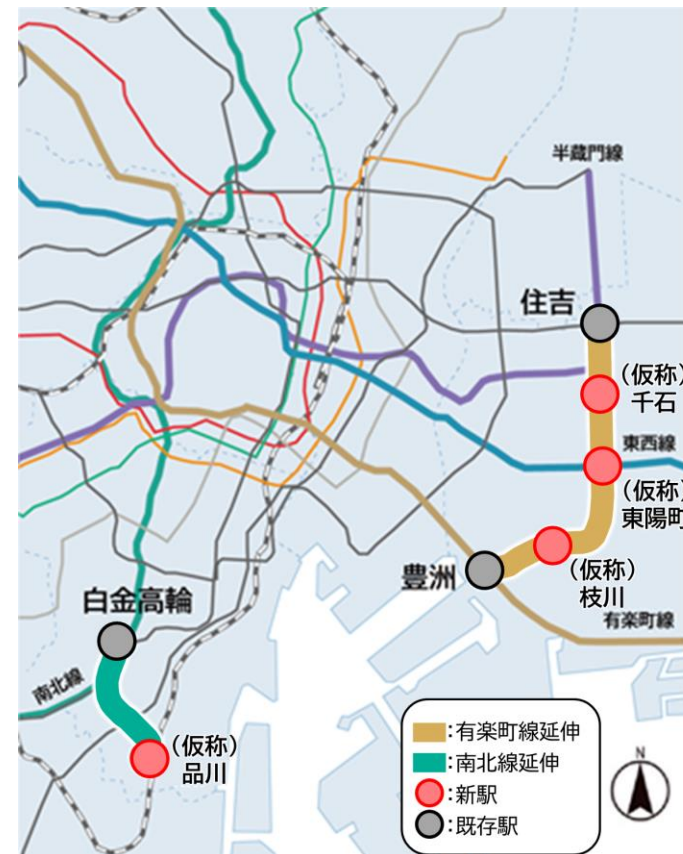 半蔵門線
住吉
(仮称)
千石
東西線
(仮称)
東陽町
豊洲
(仮称)
枝川
有楽町線
白金高輪
南北線
(仮称)
品川
:有楽町線延伸
:南北線延伸
:新駅
:既存駅
N